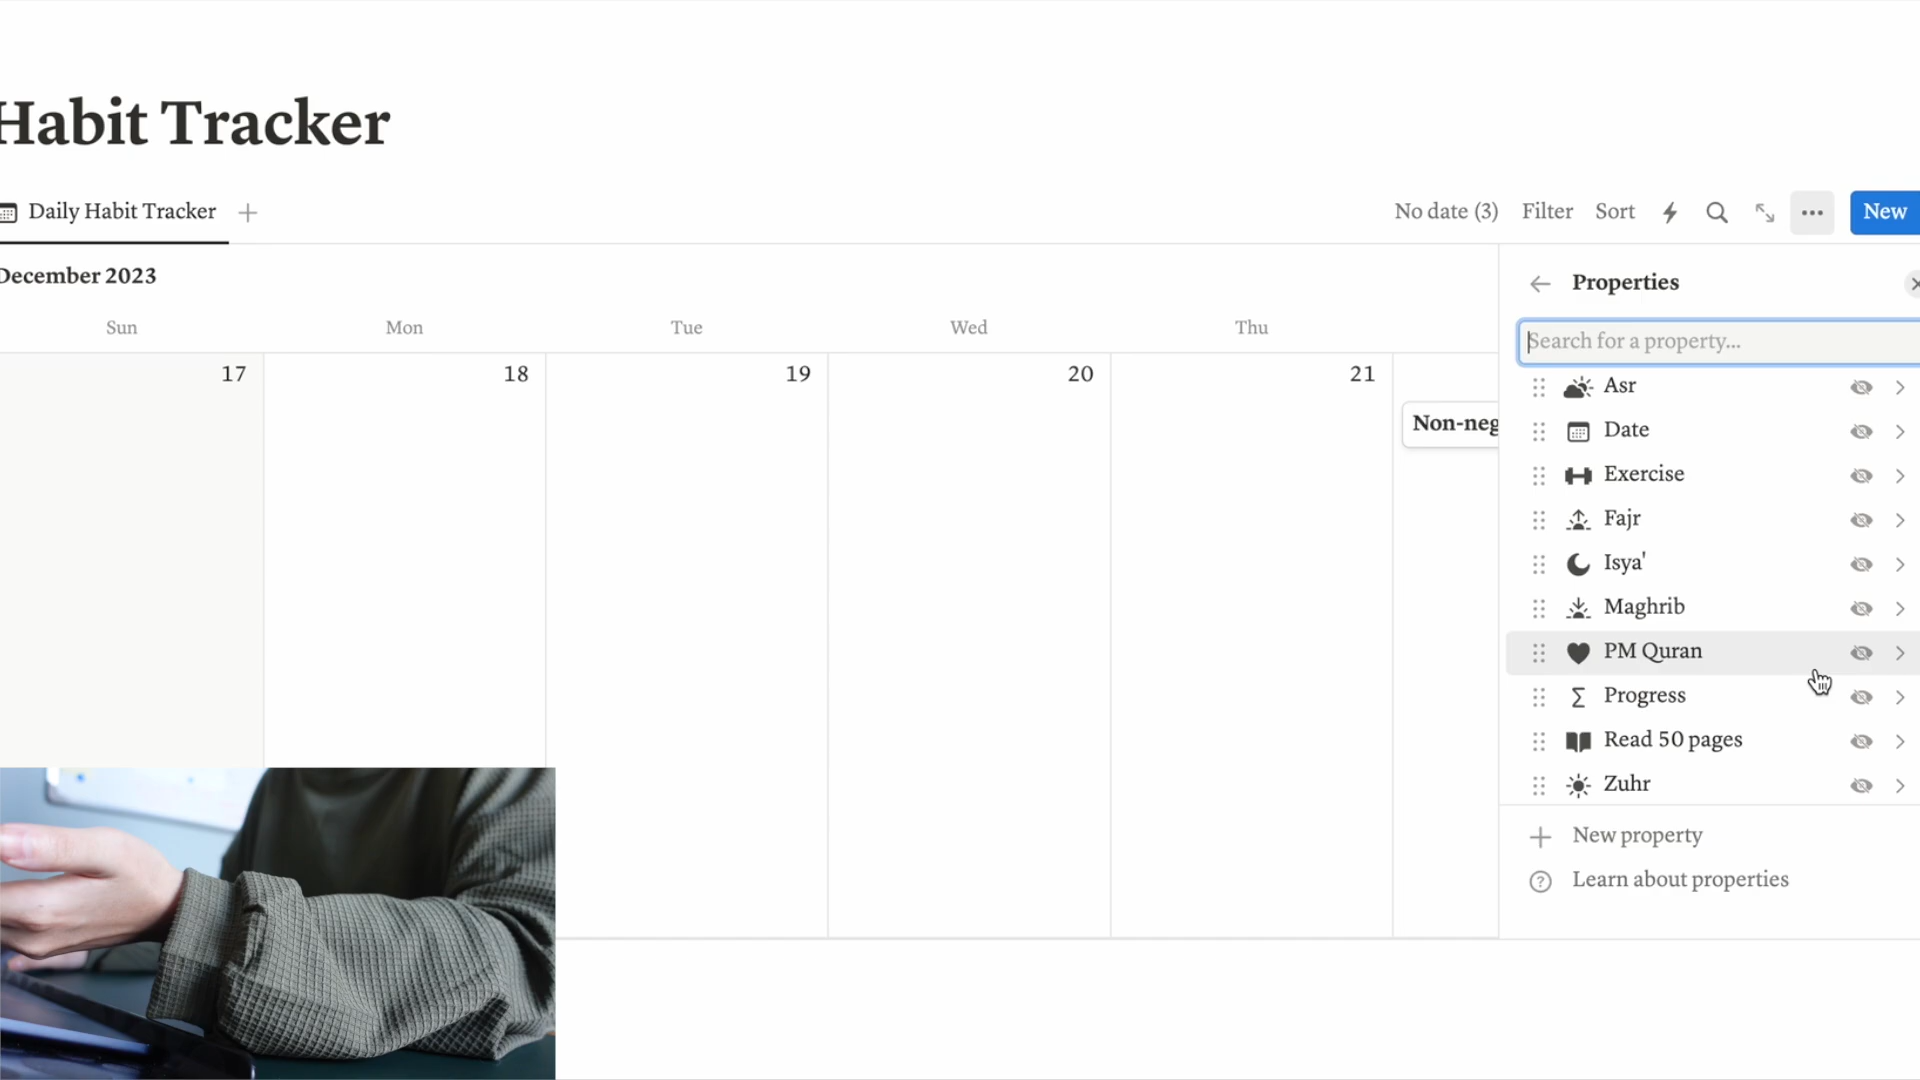 Habit Tracker
Daily Habit Tracker
No date (3) Filter Sort New
December 2023
Sun Mon Tue Wed Thu
17 18 19 20 21
Non-neg
Properties
Search for a property...
Asr
Date
Exercise
Fajr
Isya'
Maghrib
PM Quran
Progress
Read 50 pages
Zuhr
New property
Learn about properties